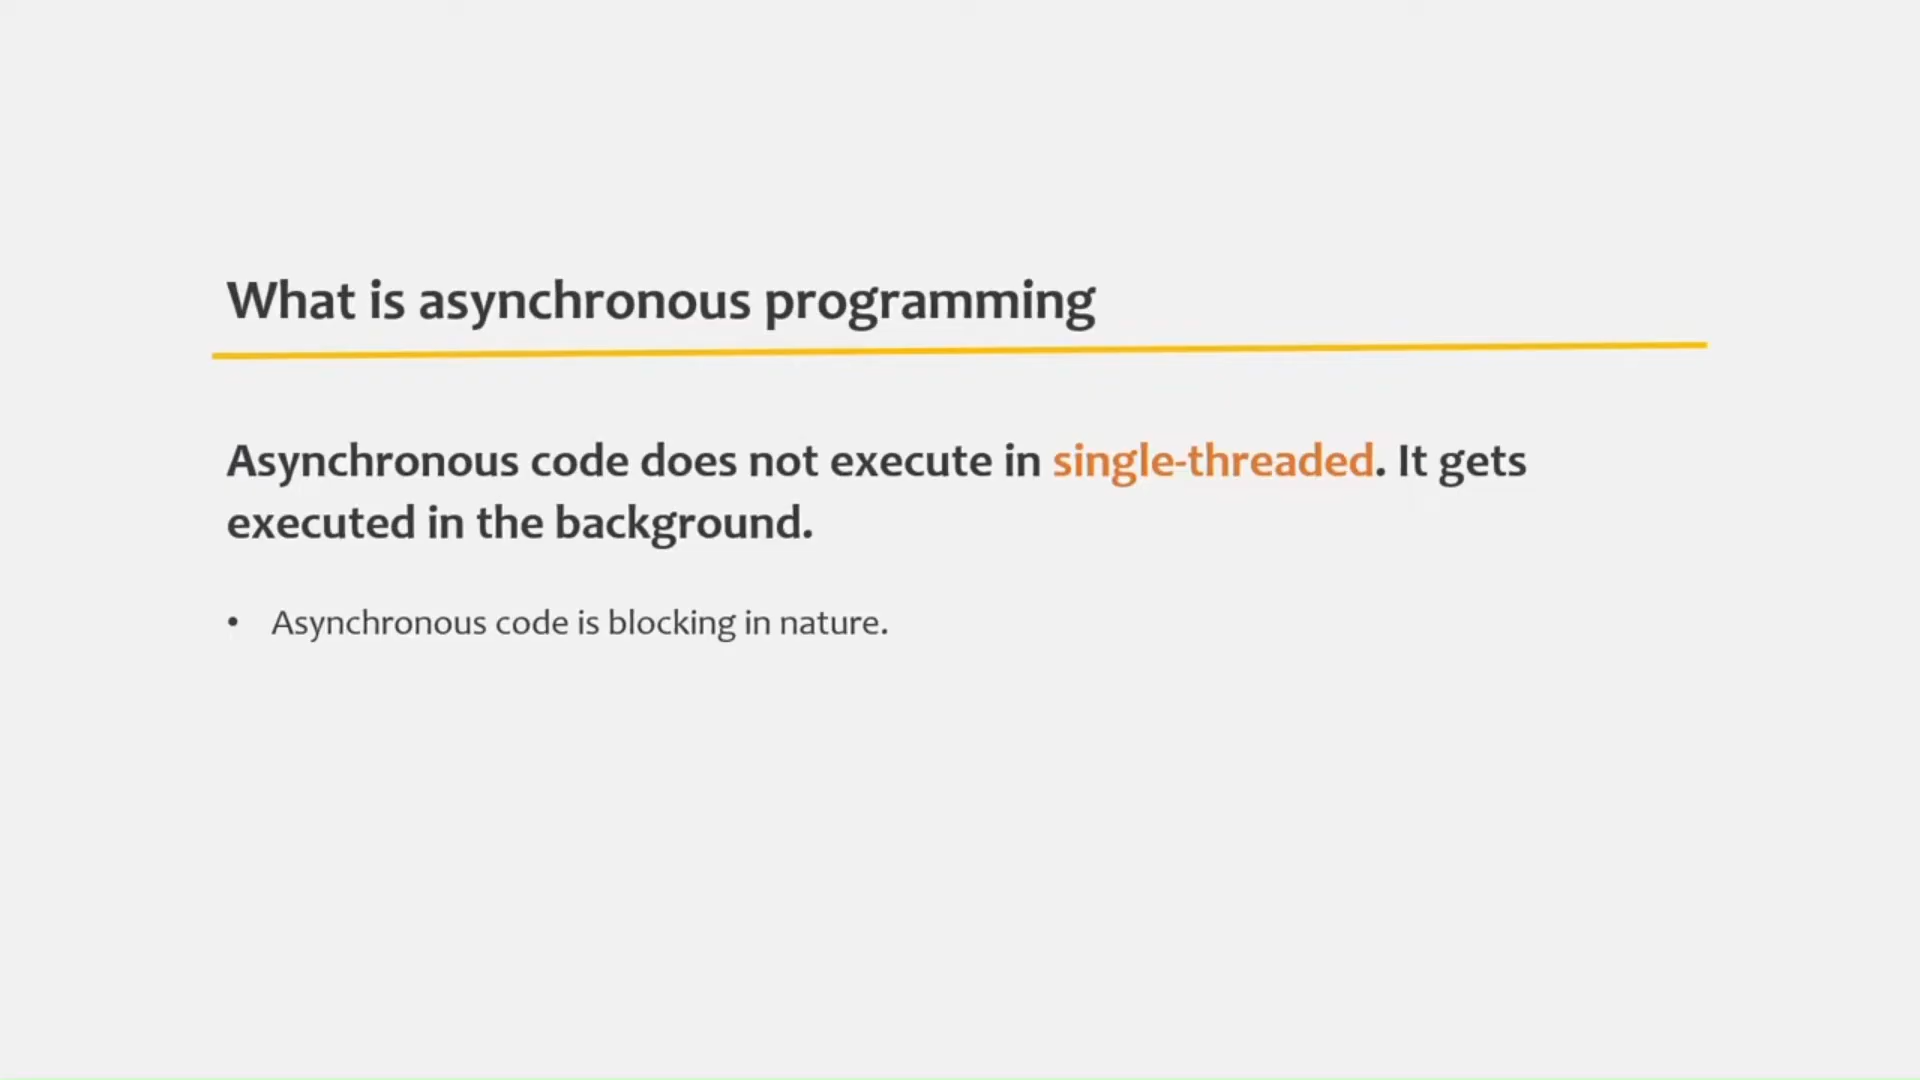 What is asynchronous programming
Asynchronous code does not execute in single-threaded. It gets
executed in the background.
• Asynchronous code is blocking in nature.